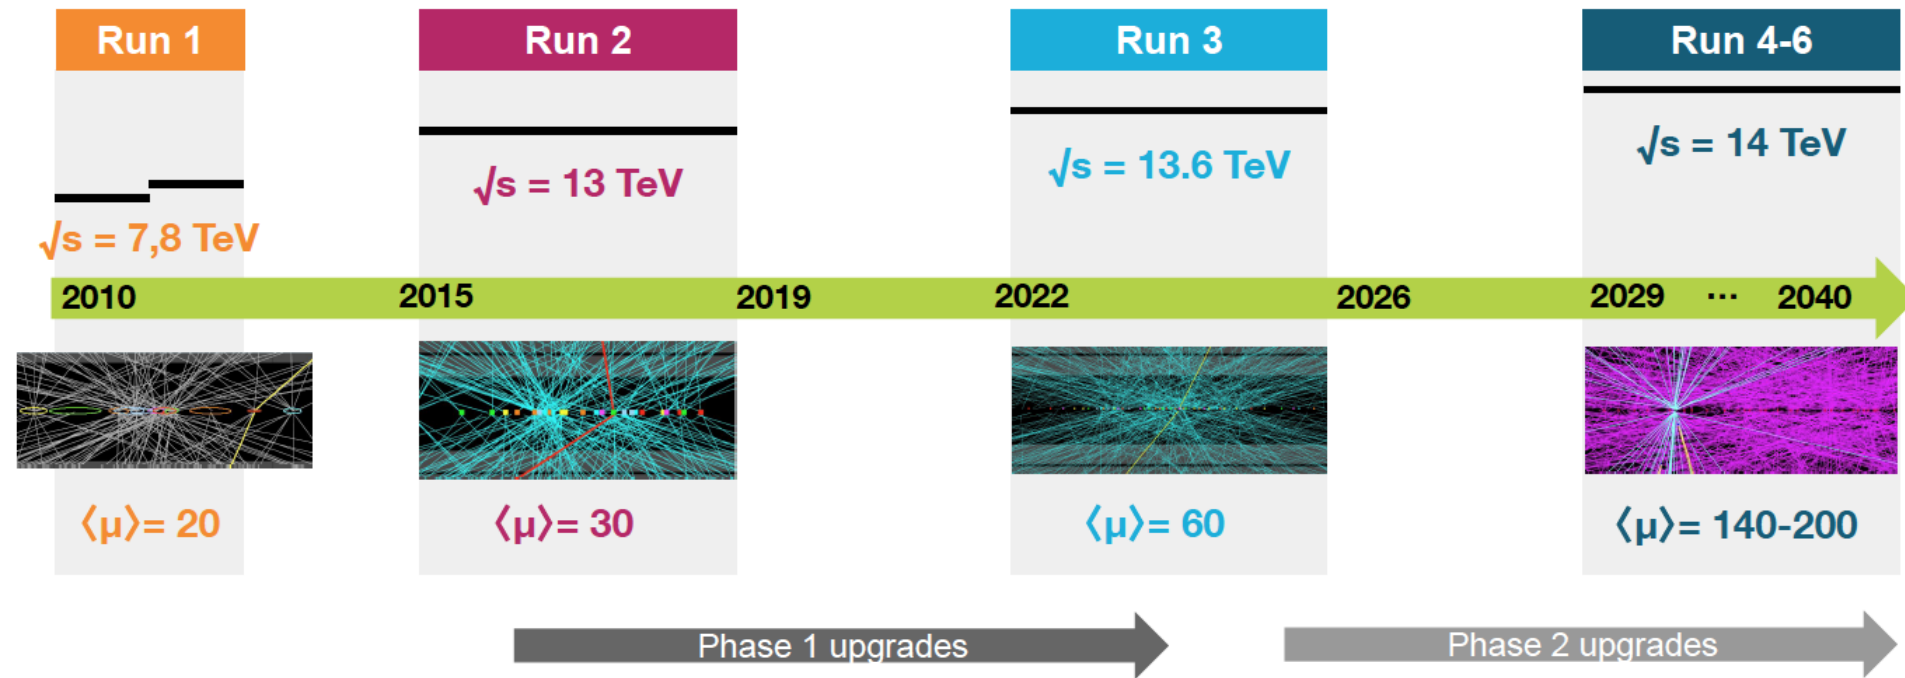 Run 1
Run 2
Run 3
Run 4-6
√s = 7,8 TeV
√s = 13 TeV
√s = 13.6 TeV
√s = 14 TeV
2010
2015
2019
2022
2026
2029 ... 2040
⟨μ⟩= 20
⟨μ⟩= 30
⟨μ⟩= 60
⟨μ⟩= 140-200
Phase 1 upgrades
Phase 2 upgrades